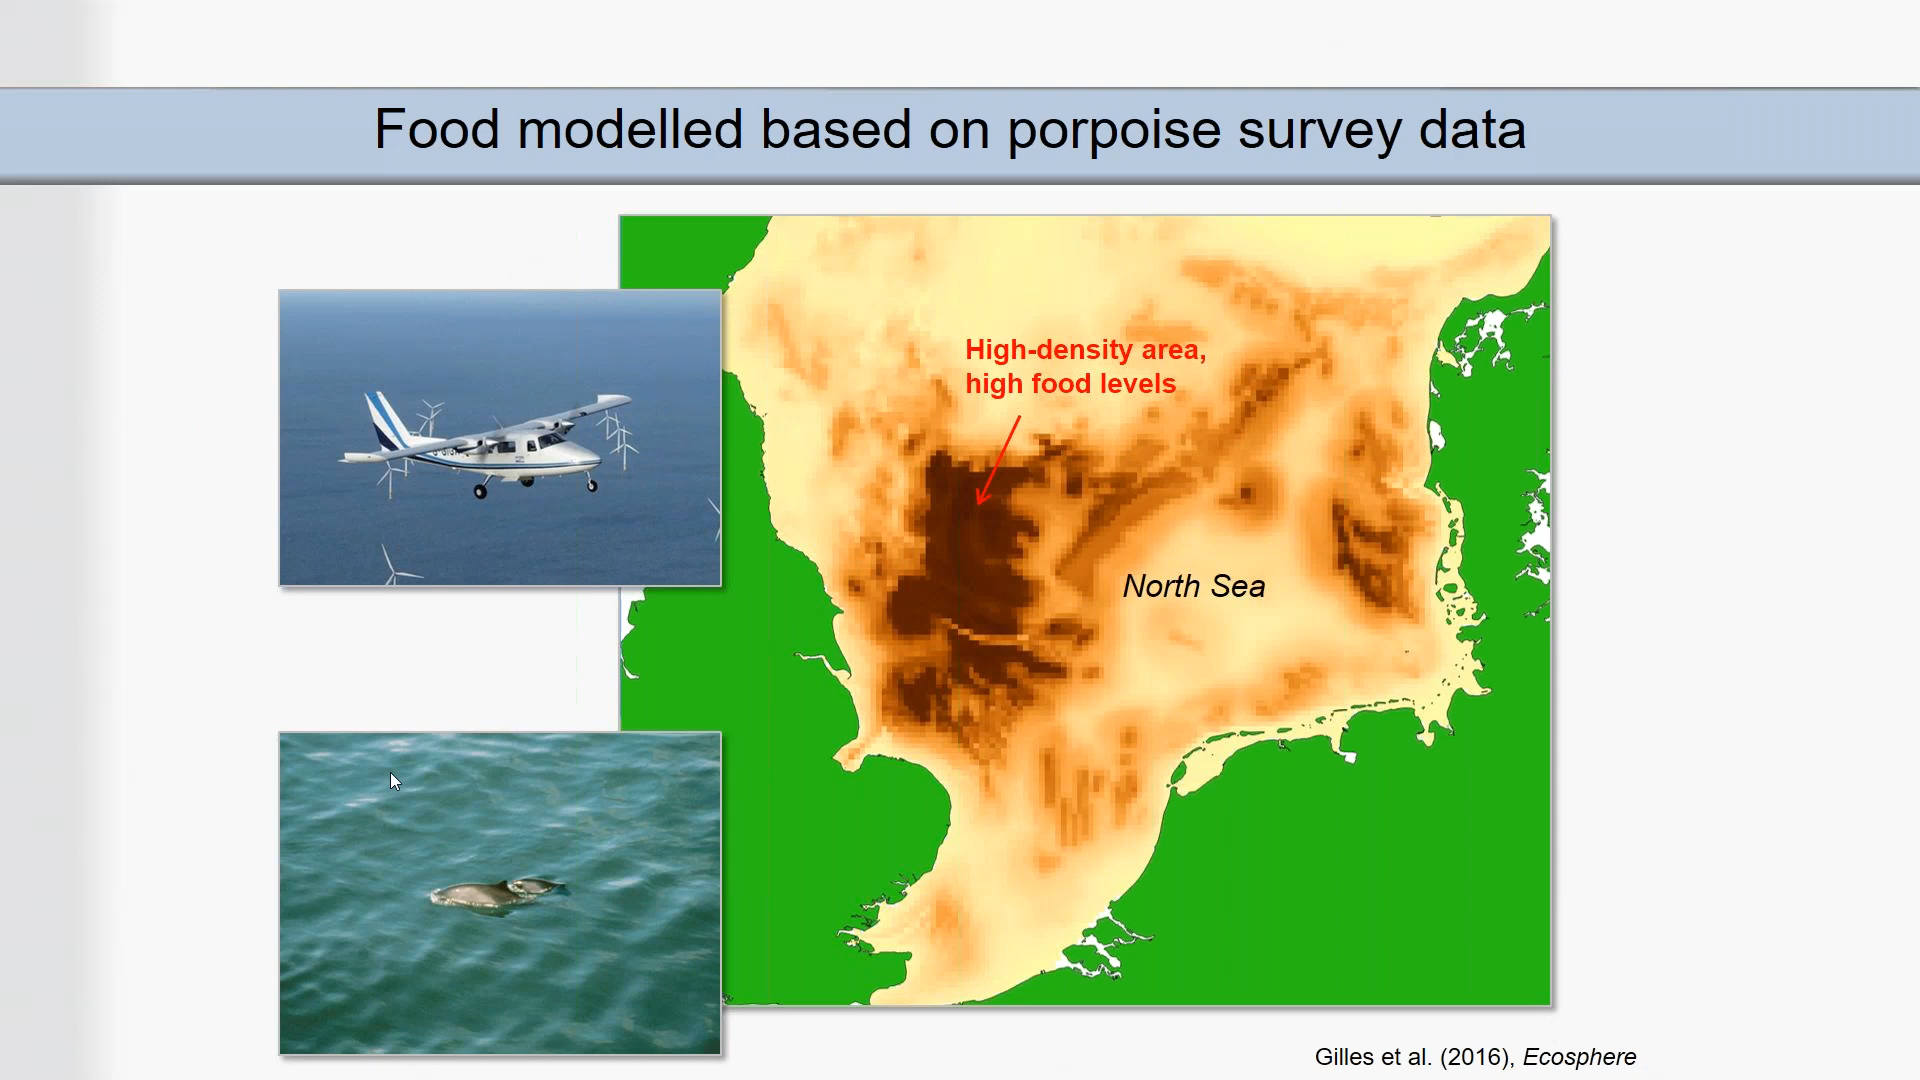 Food modelled based on porpoise survey data
High-density area,
high food levels
North Sea
Gilles et al. (2016), Ecosphere